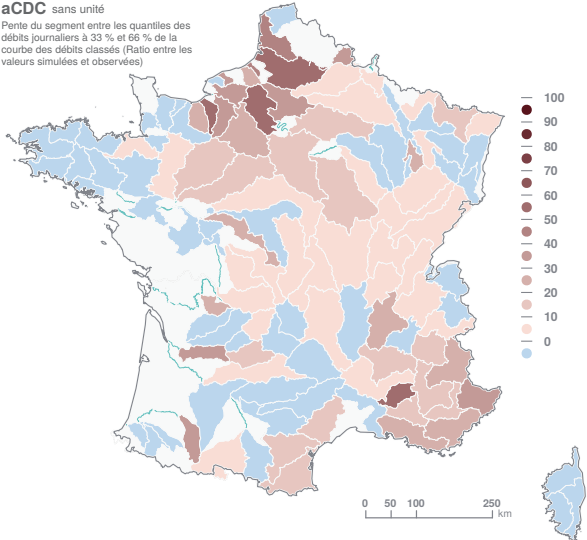 aCDC sans unité
Pente du segment entre les quantiles des
débits journaliers à 33 % et 66 % de la
courbe des débits classés (Ratio entre les
valeurs simulées et observées)
100
90
80
70
60
50
40
30
20
10
0
0 50 100 250
km